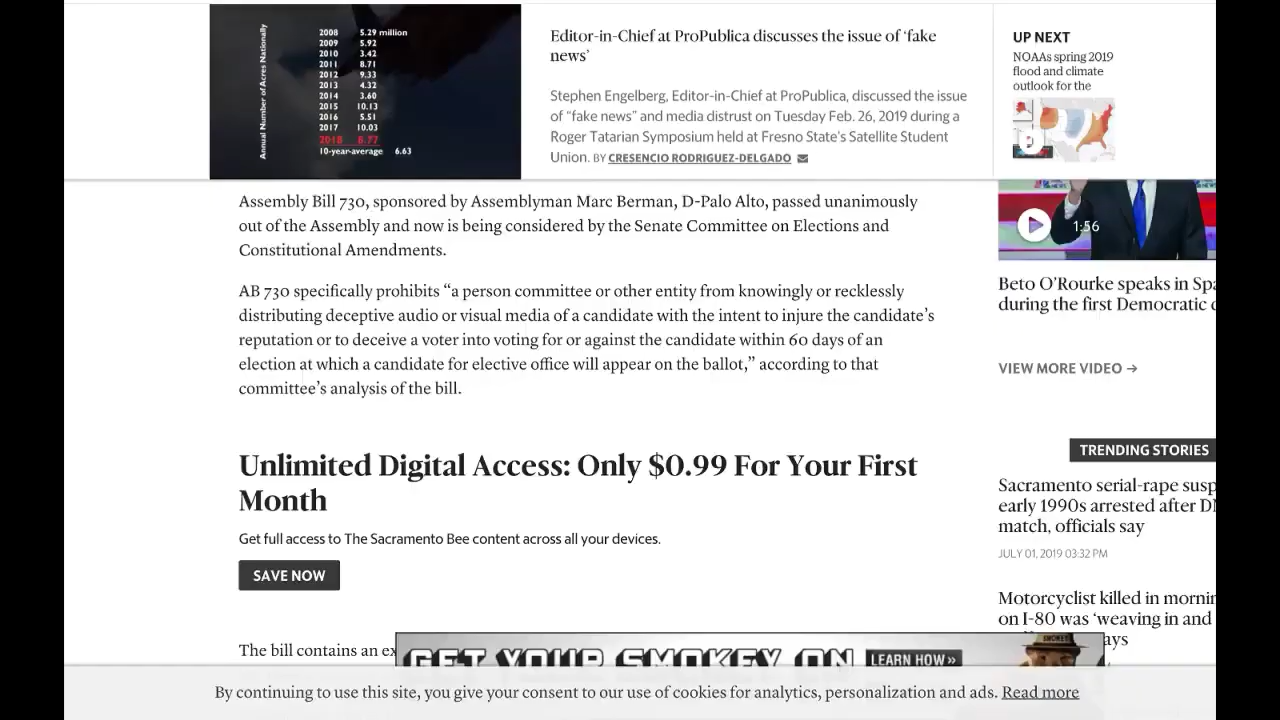 Annual Number of Acres Nationally
2008 5.29 million
2009 5.92
2010 3.42
2011 8.71
2012 9.33
2013 4.32
2014 3.60
2015 10.13
2016 5.51
2017 10.03
2018 8.77
10-year-average 6.63
Editor-in-Chief at ProPublica discusses the issue of ‘fake
news’
Stephen Engelberg, Editor-in-Chief at ProPublica, discussed the issue
of “fake news” and media distrust on Tuesday Feb. 26, 2019 during a
Roger Tatarian Symposium held at Fresno State’s Satellite Student
Union. BY CRESENCIO RODRIGUEZ-DELGADO
UP NEXT
NOAAs spring 2019
flood and climate
outlook for the
Assembly Bill 730, sponsored by Assemblyman Marc Berman, D-Palo Alto, passed unanimously
out of the Assembly and now is being considered by the Senate Committee on Elections and
Constitutional Amendments.
AB 730 specifically prohibits “a person committee or other entity from knowingly or recklessly
distributing deceptive audio or visual media of a candidate with the intent to injure the candidate’s
reputation or to deceive a voter into voting for or against the candidate within 60 days of an
election at which a candidate for elective office will appear on the ballot,” according to that
committee’s analysis of the bill.
Unlimited Digital Access: Only $0.99 For Your First
Month
Get full access to The Sacramento Bee content across all your devices.
SAVE NOW
The bill contains an ex
1:56
Beto O’Rourke speaks in Spa
during the first Democratic d
VIEW MORE VIDEO →
TRENDING STORIES
Sacramento serial-rape susp
early 1990s arrested after DN
match, officials say
JULY 01, 2019 03:32 PM
Motorcyclist killed in mornin
on I-80 was ‘weaving in and
ays
GET YOUR SMOKEY ON
LEARN HOW »
SMOKEY
By continuing to use this site, you give your consent to our use of cookies for analytics, personalization and ads. Read more